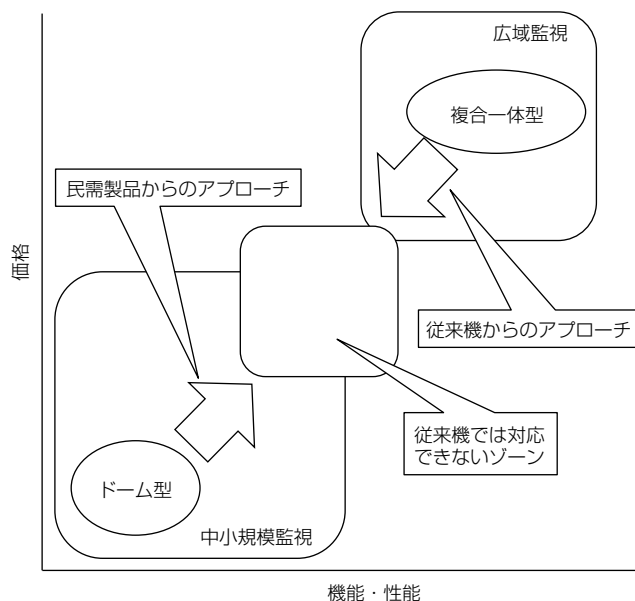 広域監視
複合一体型
民需製品からのアプローチ
価格
従来機からのアプローチ
従来機では対応
できないゾーン
ドーム型
中小規模監視
機能・性能